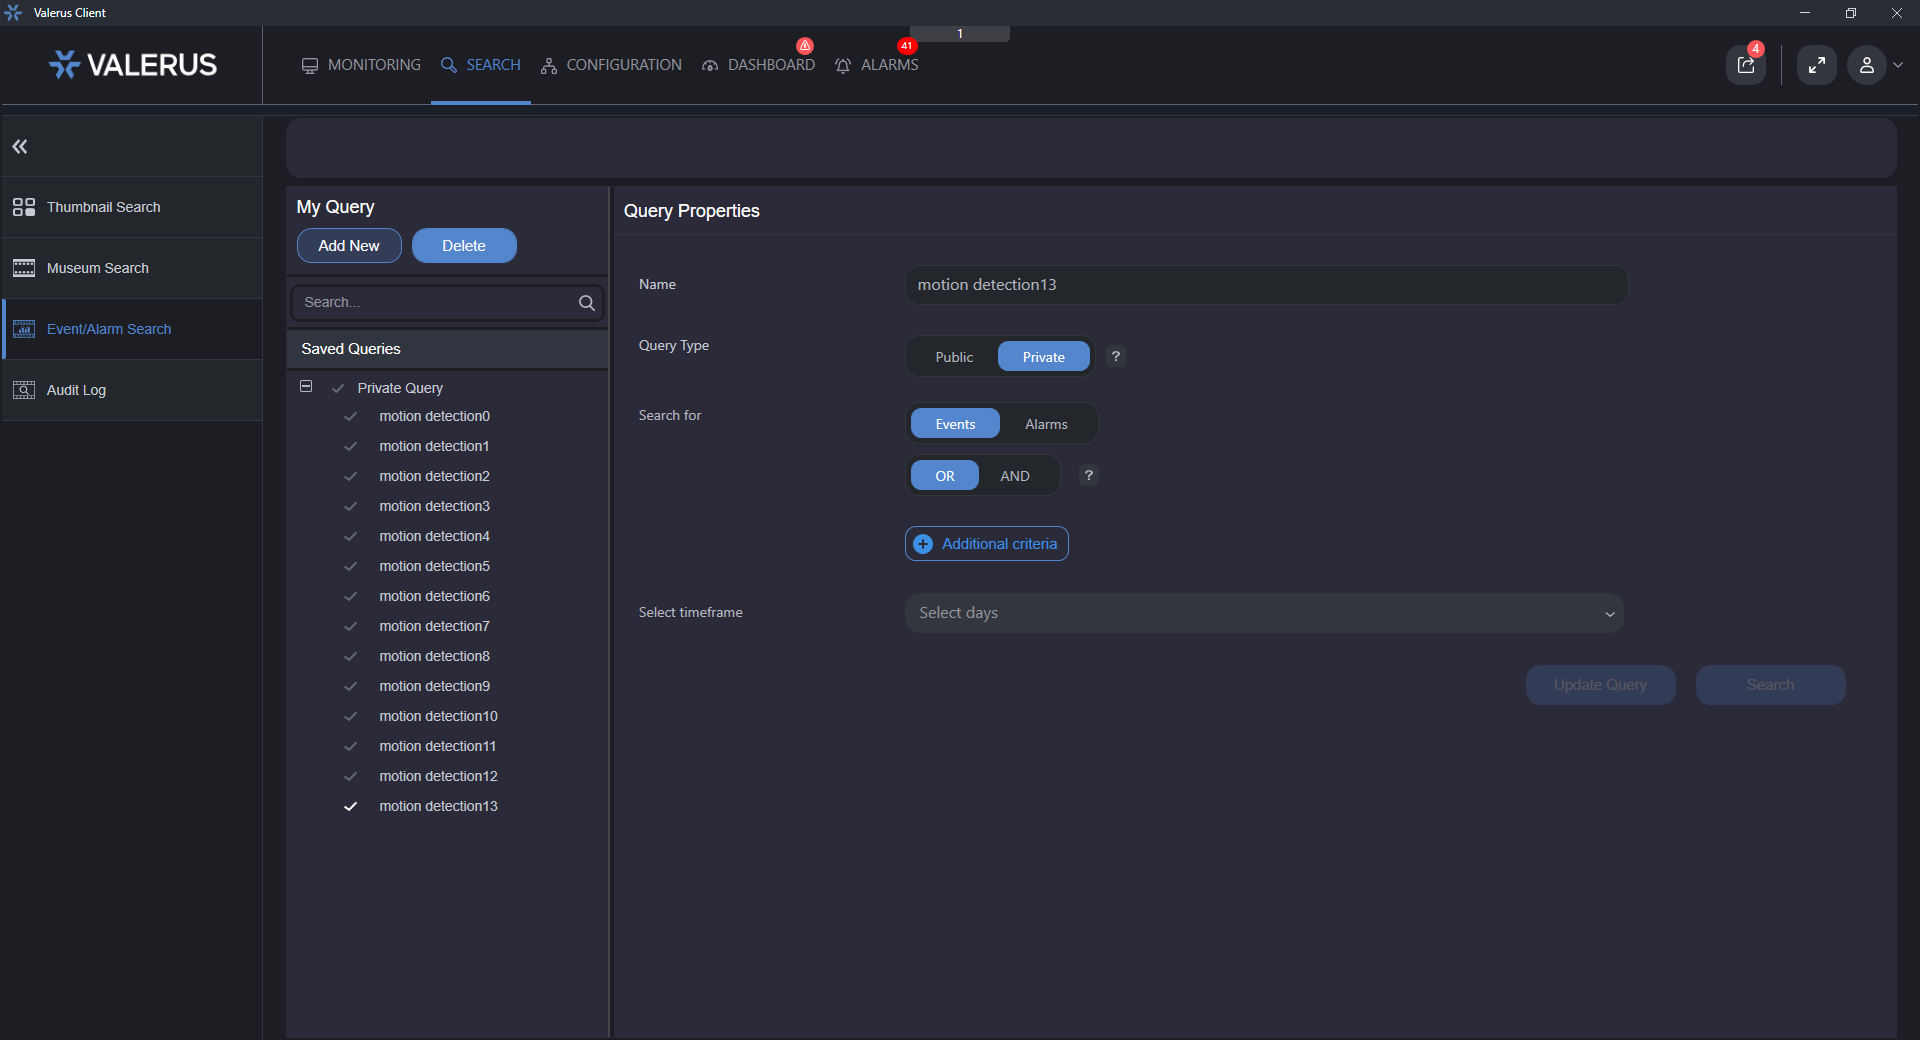 Valerus Client
1
VALERUS
MONITORING
SEARCH
CONFIGURATION
DASHBOARD
41
ALARMS
4
Thumbnail Search
Museum Search
Event/Alarm Search
Audit Log
My Query
Add New
Delete
Search...
Saved Queries
Private Query
motion detection0
motion detection1
motion detection2
motion detection3
motion detection4
motion detection5
motion detection6
motion detection7
motion detection8
motion detection9
motion detection10
motion detection11
motion detection12
motion detection13
Query Properties
Name
motion detection13
Query Type
Public
Private
?
Search for
Events
Alarms
OR
AND
?
Additional criteria
Select timeframe
Select days
Update Query
Search